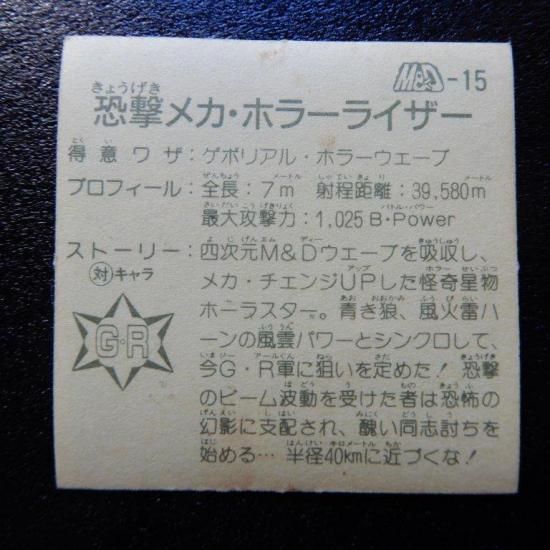 M&D-15
恐撃メカ・ホラーライザー
得意ワザ：ゲボリアル・ホラーウェーブ
プロフィール：全長：7m 射程距離：39,580m
最大攻撃力：1,025 B・Power
ストーリー：四次元M&Dウエーブを吸収し、
対キャラ メカ・チェンジUPした怪奇星物
ホーラスター。青き狼、風火雷ハ
G・R ーンの風雲パワーとシンクロして、
今G・R軍に狙いを定めた！恐撃
のビーム波動を受けた者は恐怖の
幻影に支配され、醜い同志討ちを
始める… 半径40kmに近づくな！